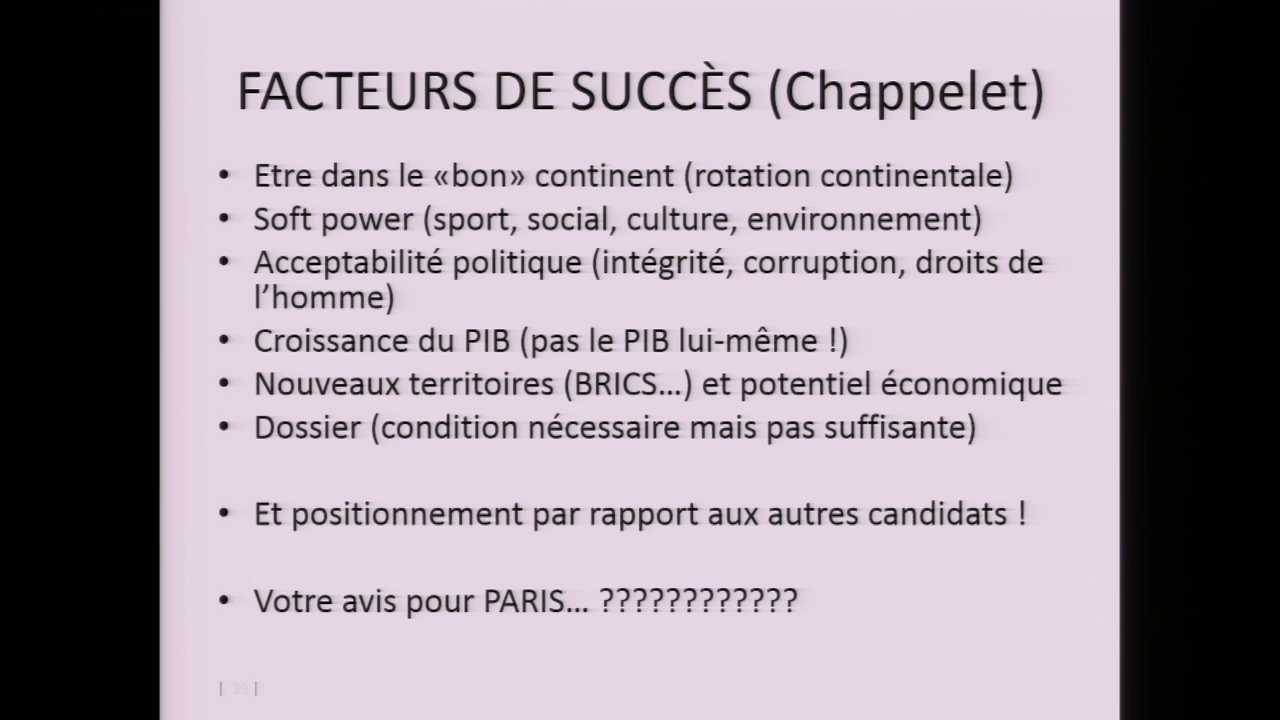 FACTEURS DE SUCCÈS (Chappelet)
• Etre dans le «bon» continent (rotation continentale)
• Soft power (sport, social, culture, environnement)
• Acceptabilité politique (intégrité, corruption, droits de
l’homme)
• Croissance du PIB (pas le PIB lui-même !)
• Nouveaux territoires (BRICS…) et potentiel économique
• Dossier (condition nécessaire mais pas suffisante)
• Et positionnement par rapport aux autres candidats !
• Votre avis pour PARIS… ????????????
| 39 |